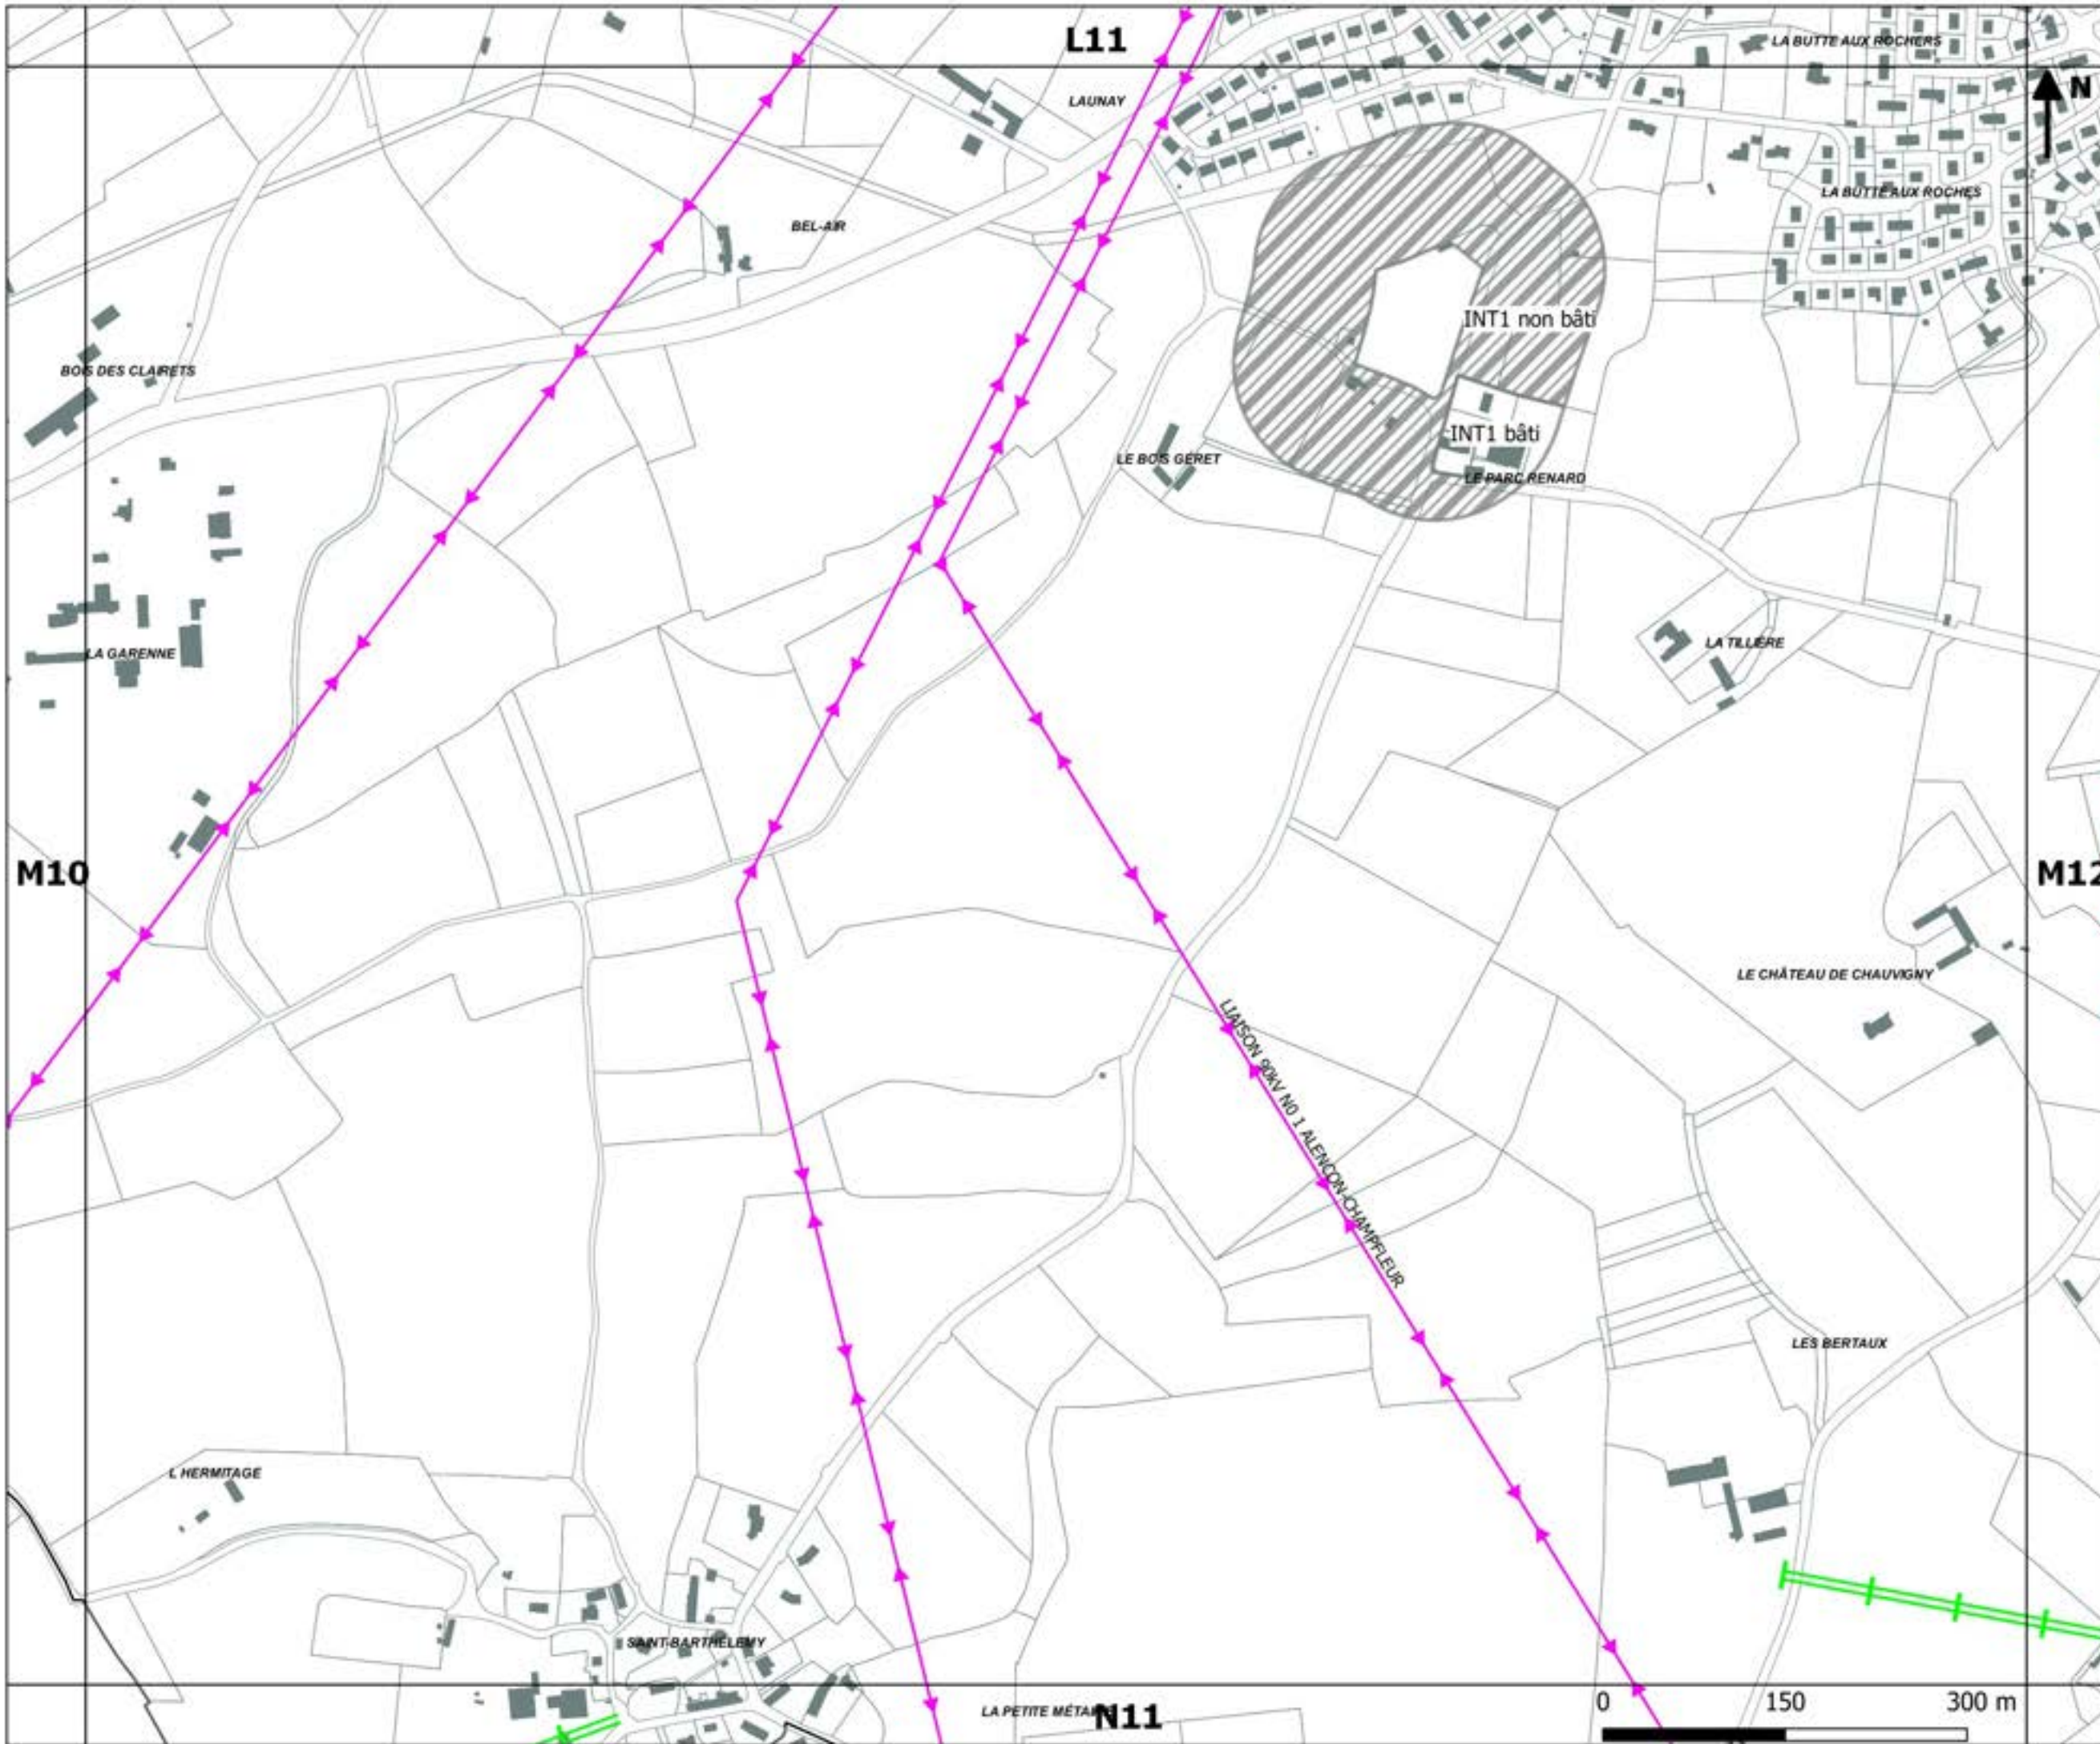 L11
LA BUTTE AUX ROCHERS
N
LAUNAY
LA BUTTE AUX ROCHES
BEL-AIR
INT1 non bâti
BOIS DES CLAIRETS
INT1 bâti
LE BOIS GERET
LE PARC RENARD
LA TILLIERE
LA GARENNE
M10
M12
LE CHÂTEAU DE CHAUVIGNY
LIAISON 90kV N0 1 ALENCON-CHAMPFLEUR
LES BERTAUX
L HERMITAGE
SAINT-BARTHELEMY
0 150 300 m
LA PETITE
N11